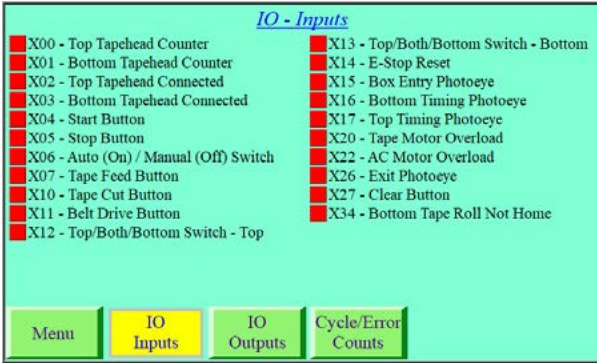 IO - Inputs
X00 - Top Tapehead Counter
X01 - Bottom Tapehead Counter
X02 - Top Tapehead Connected
X03 - Bottom Tapehead Connected
X04 - Start Button
X05 - Stop Button
X06 - Auto (On) / Manual (Off) Switch
X07 - Tape Feed Button
X10 - Tape Cut Button
X11 - Belt Drive Button
X12 - Top/Both/Bottom Switch - Top
X13 - Top/Both/Bottom Switch - Bottom
X14 - E-Stop Reset
X15 - Box Entry Photoeye
X16 - Bottom Timing Photoeye
X17 - Top Timing Photoeye
X20 - Tape Motor Overload
X22 - AC Motor Overload
X26 - Exit Photoeye
X27 - Clear Button
X34 - Bottom Tape Roll Not Home
Menu
IO
Inputs
IO
Outputs
Cycle/Error
Counts